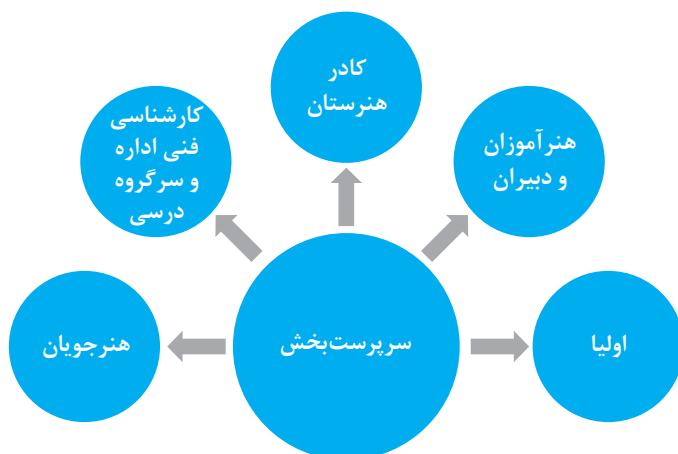 کادر
هنرستان
هنرآموزان
و دبیران
کارشناسی
فنی اداره
و سرگروه
درسی
اولیا
سرپرست‌بخش
هنرجویان